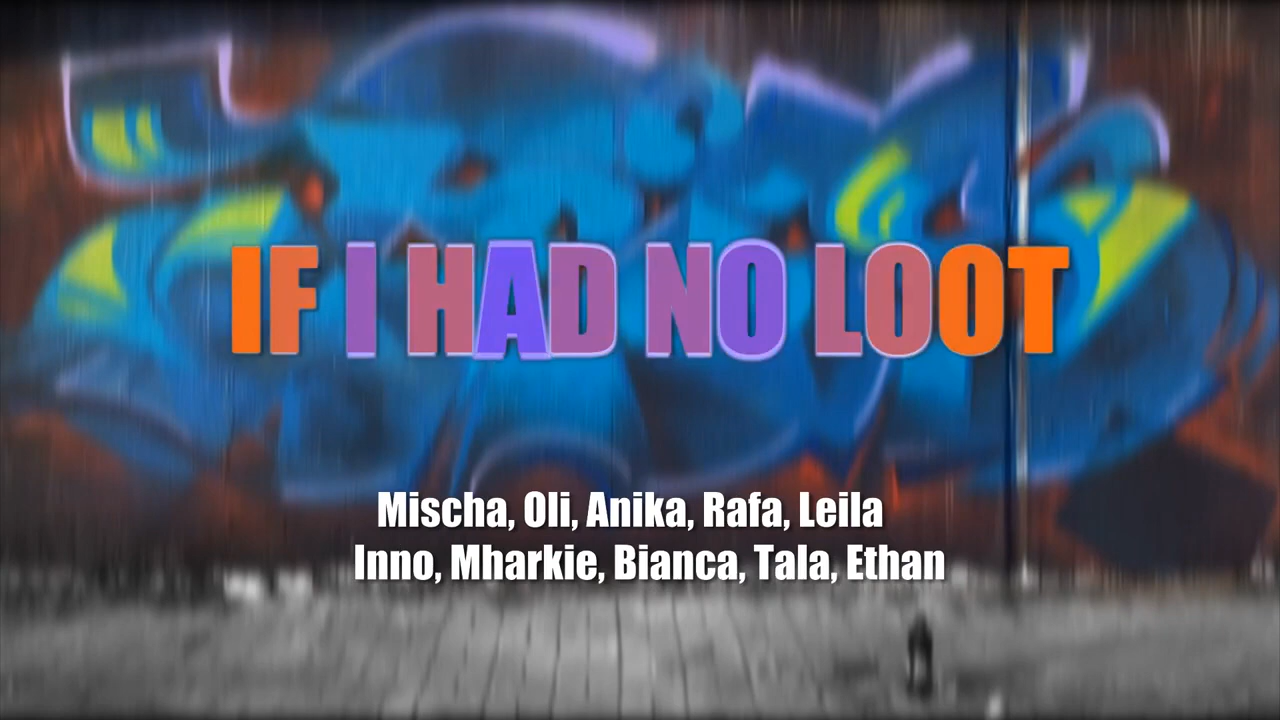 IF I HAD NO LOOT
Mischa, Oli, Anika, Rafa, Leila
Inno, Mharkie, Bianca, Tala, Ethan